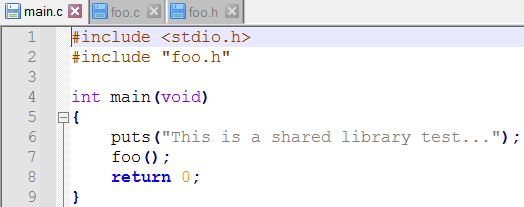 main.c foo.c foo.h
1 #include <stdio.h>
2 #include "foo.h"
3
4 int main(void)
5 {
6     puts("This is a shared library test...");
7     foo();
8     return 0;
9 }